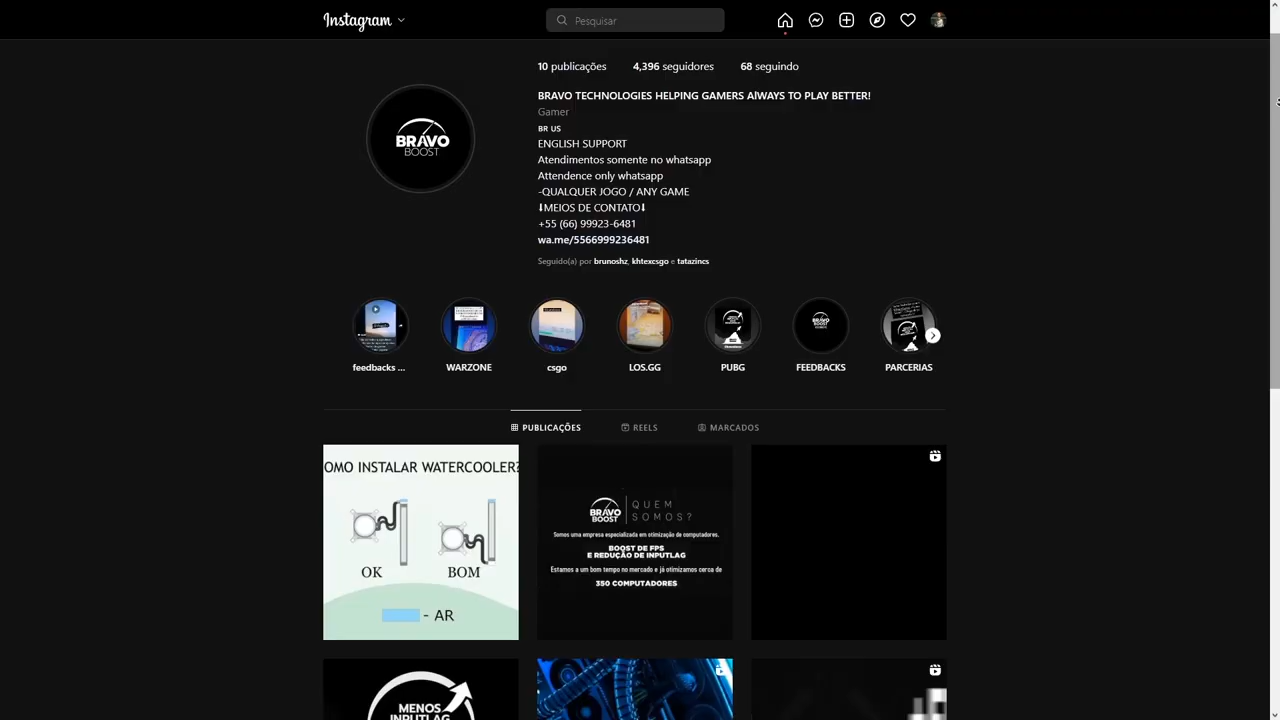 Instagram
Pesquisar
10 publicações 4,396 seguidores 68 seguindo
BRAVO TECHNOLOGIES HELPING GAMERS AlWAYS TO PLAY BETTER!
Gamer
BR US
ENGLISH SUPPORT
Atendimentos somente no whatsapp
Attendence only whatsapp
-QUALQUER JOGO / ANY GAME
⬇MEIOS DE CONTATO⬇
+55 (66) 99923-6481
wa.me/5566999236481
Seguido(a) por brunoshz, khtexcsgo e tatazincs
BRAVO
BOOST
feedbacks ...
WARZONE
csgo
LOS.GG
PUBG
FEEDBACKS
PARCERIAS
PUBLICAÇÕES
REELS
MARCADOS
OMO INSTALAR WATERCOOLER?
OK BOM
- AR
BRAVO
BOOST
QUEM
SOMOS?
Somos uma empresa especializada em otimização de computadores.
BOOST DE FPS
E REDUÇÃO DE INPUTLAG
Estamos a um bom tempo no mercado e já otimizamos cerca de
350 COMPUTADORES
MENOS
INPUTLAG